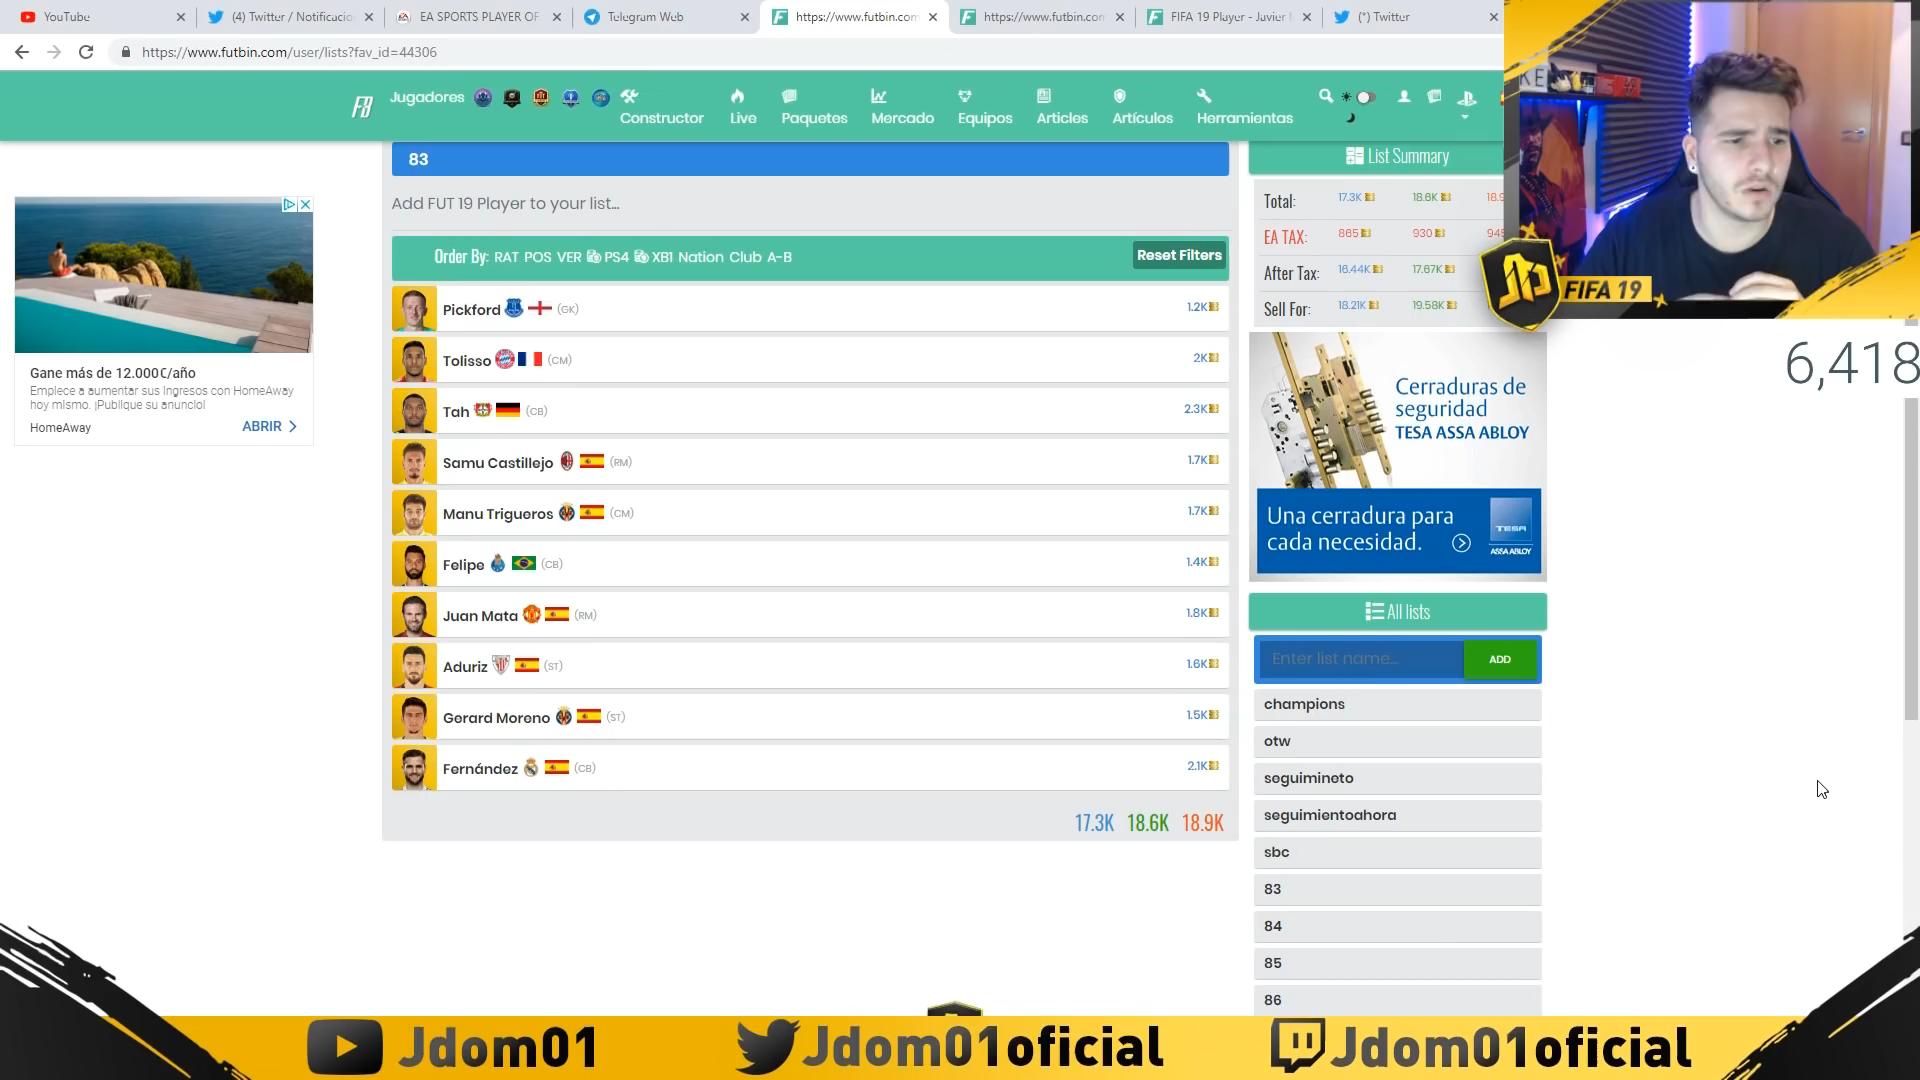 YouTube
(4) Twitter / Notificacio
EA SPORTS PLAYER OF
Telegram Web
https://www.futbin.com
https://www.futbin.com
FIFA 19 Player - Javier
(*) Twitter
https://www.futbin.com/user/lists?fav_id=44306
Jugadores
Constructor
Live
Paquetes
Mercado
Equipos
Articles
Artículos
Herramientas
83
Add FUT 19 Player to your list...
Order By: RAT POS VER PS4 XB1 Nation Club A-B
Reset Filters
Pickford (GK) 1.2K
Tolisso (CM) 2K
Tah (CB) 2.3K
Samu Castillejo (RM) 1.7K
Manu Trigueros (CM) 1.7K
Felipe (CB) 1.4K
Juan Mata (RM) 1.8K
Aduriz (ST) 1.6K
Gerard Moreno (ST) 1.5K
Fernández (CB) 2.1K
17.3K 18.6K 18.9K
Gane más de 12.000€/año
Empiece a aumentar sus ingresos con HomeAway
hoy mismo. ¡Publique su anuncio!
HomeAway
ABRIR
List Summary
Total: 17.3K 18.6K 18.9
EA TAX: 865 930 945
After Tax: 16.44K 17.67K
Sell For: 18.21K 19.58K
FIFA 19
6,418
Cerraduras de
seguridad
TESA ASSA ABLOY
Una cerradura para
cada necesidad.
TESA
ASSA ABLOY
All lists
Enter list name...
ADD
champions
otw
seguimineto
seguimientoahora
sbc
83
84
85
86
Jdom01
Jdom01oficial
Jdom01oficial